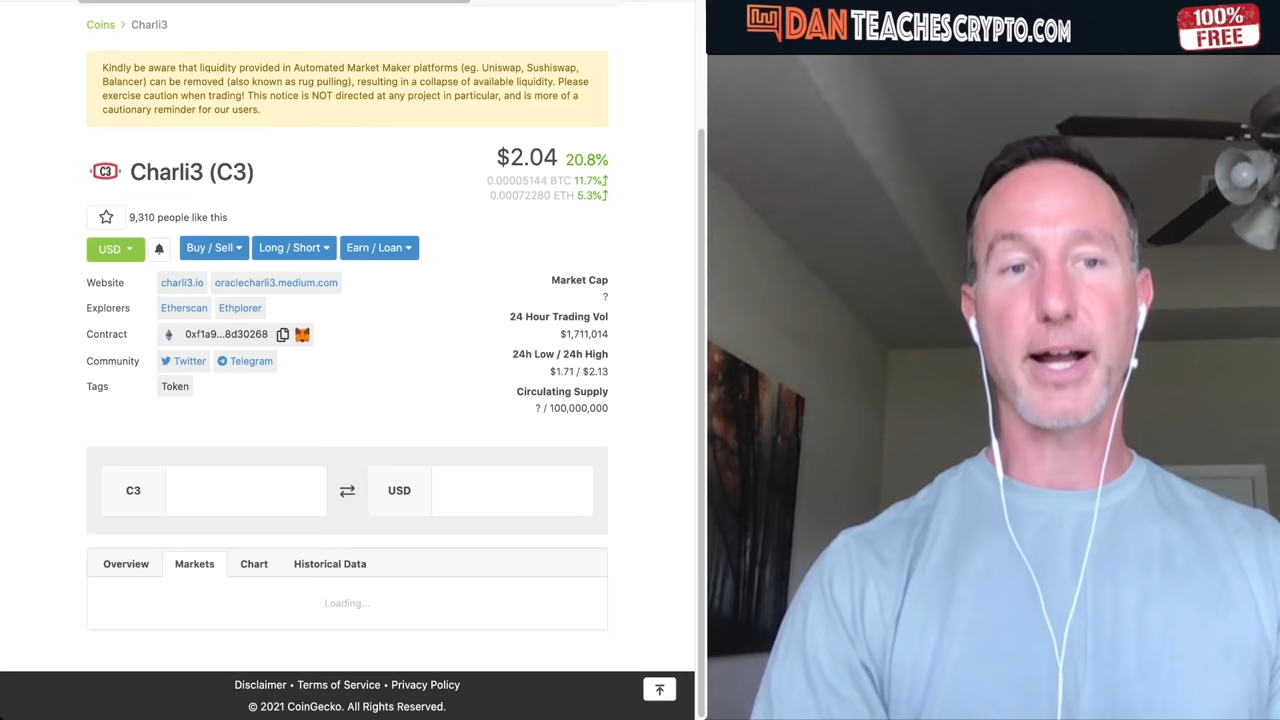 Coins > Charli3
Kindly be aware that liquidity provided in Automated Market Maker platforms (eg. Uniswap, Sushiswap,
Balancer) can be removed (also known as rug pulling), resulting in a collapse of available liquidity. Please
exercise caution when trading! This notice is NOT directed at any project in particular, and is more of a
cautionary reminder for our users.
C3 Charli3 (C3)
$2.04 20.8%
0.00005144 BTC 11.7%
0.00072280 ETH 5.3%
9,310 people like this
USD Buy / Sell Long / Short Earn / Loan
Website charli3.io oraclecharli3.medium.com
Explorers Etherscan Ethplorer
Contract 0xf1a9...8d30268
Community Twitter Telegram
Tags Token
Market Cap
?
24 Hour Trading Vol
$1,711,014
24h Low / 24h High
$1.71 / $2.13
Circulating Supply
? / 100,000,000
C3 USD
Overview Markets Chart Historical Data
Loading...
Disclaimer • Terms of Service • Privacy Policy
© 2021 CoinGecko. All Rights Reserved.
DANTEACHESCRYPTO.COM
100%
FREE